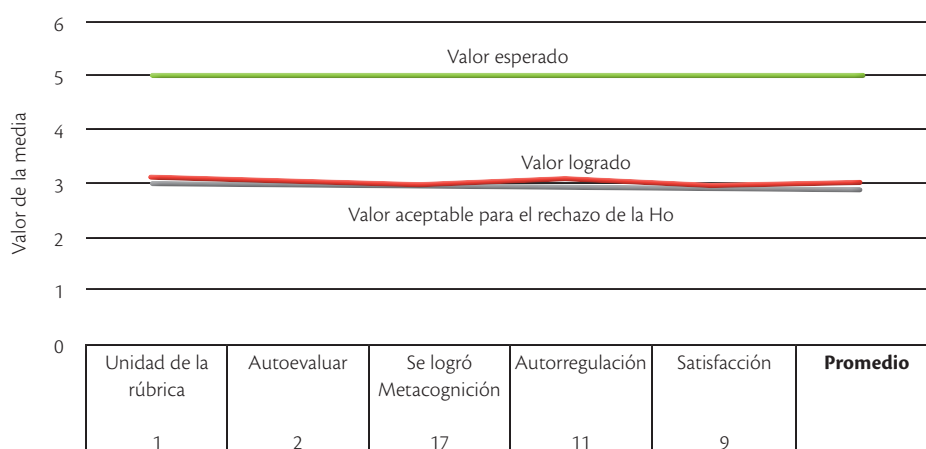 6
Valor esperado
5
4
Valor logrado
3
Valor aceptable para el rechazo de la Ho
2
1
0
Valor de la media
Unidad de la
rúbrica
1
Autoevaluar
2
Se logró
Metacognición
17
Autorregulación
11
Satisfacción
9
Promedio